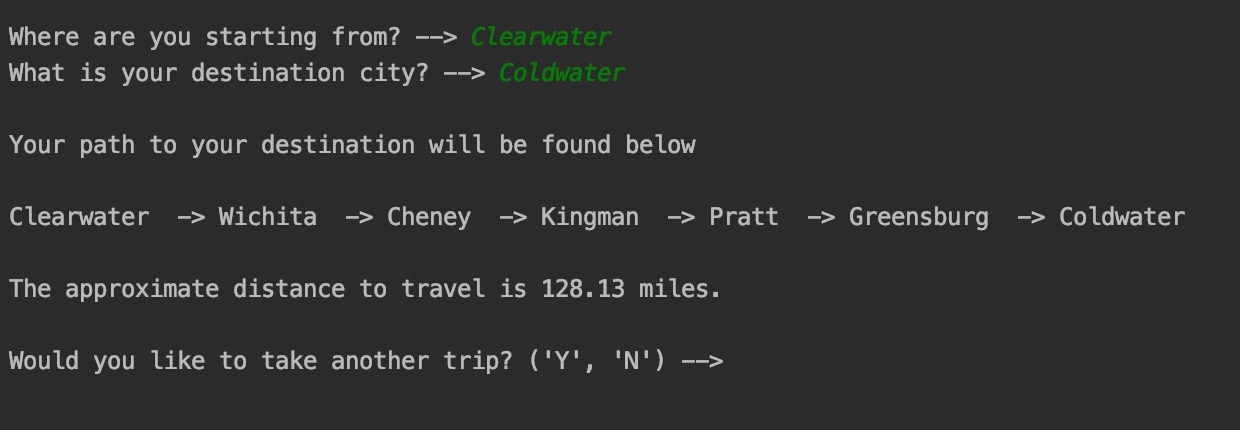 Where are you starting from? --> Clearwater
What is your destination city? --> Coldwater
Your path to your destination will be found below
Clearwater  -> Wichita  -> Cheney  -> Kingman  -> Pratt  -> Greensburg  -> Coldwater
The approximate distance to travel is 128.13 miles.
Would you like to take another trip? ('Y', 'N') -->